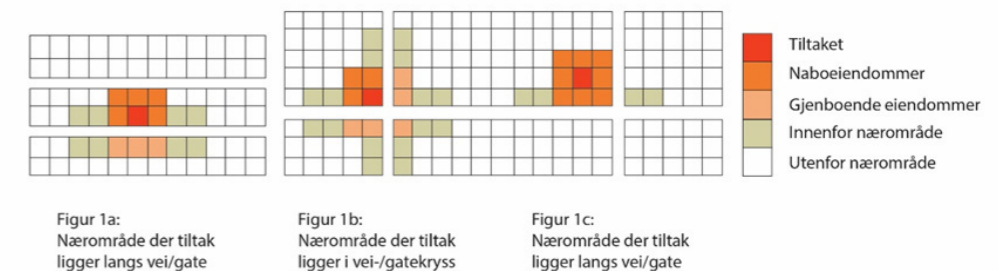 Tiltaket
Naboeiendommer
Gjenboende eiendommer
Innenfor nærområde
Utenfor nærområde
Figur 1a:
Nærområde der tiltak
ligger langs vei/gate
Figur 1b:
Nærområde der tiltak
ligger i vei-/gatekryss
Figur 1c:
Nærområde der tiltak
ligger langs vei/gate